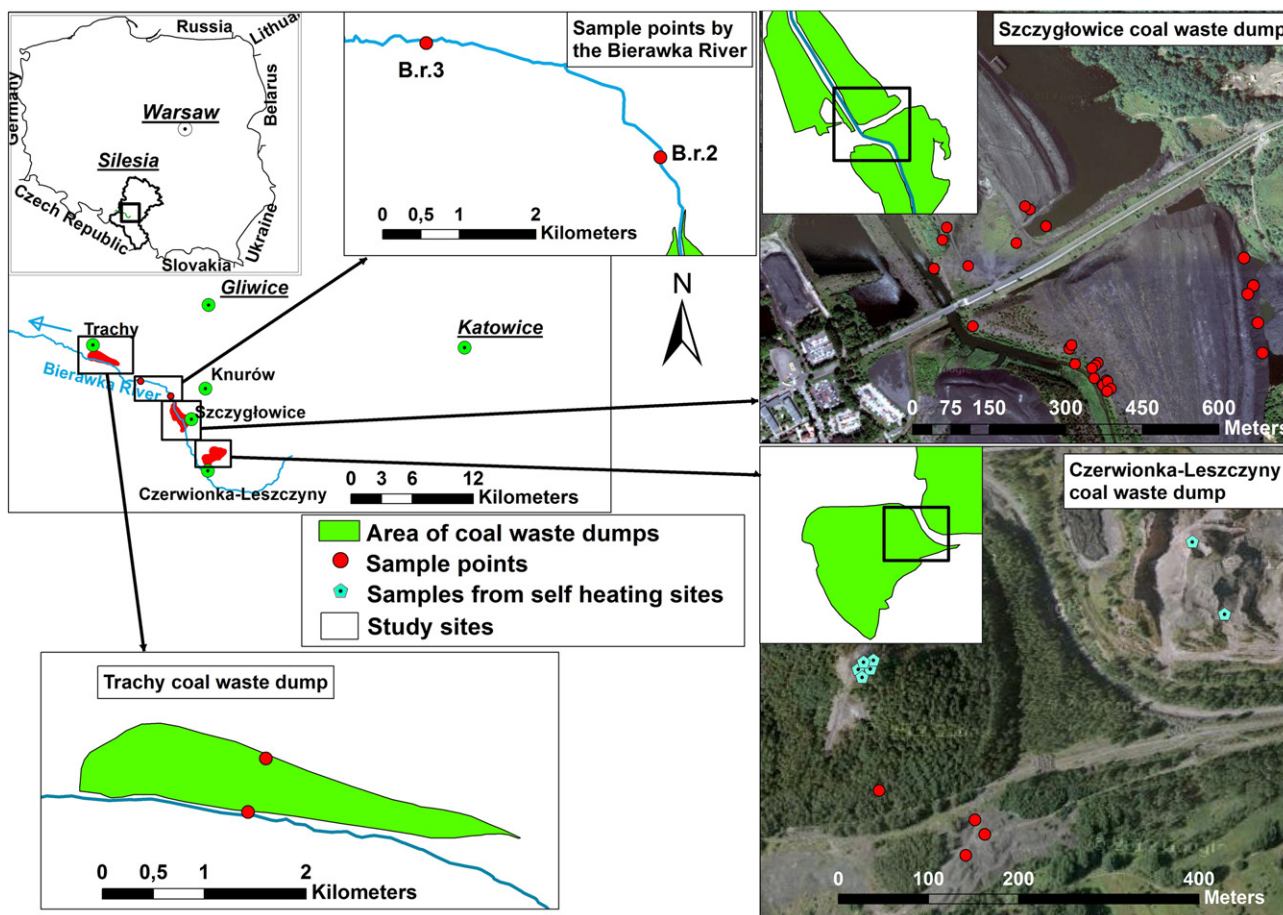 Russia
Lithuan
Germany
Belarus
Warsaw
Silesia
Czech Republic
Ukraine
Slovakia
Sample points by
the Bierawka River
B.r.3
B.r.2
0 0,5 1 2
Kilometers
Szczygłowice coal waste dump
0 75 150 300 450 600
Meters
Gliwice
Trachy
Katowice
N
Bierawka River
Knurów
Szczygłowice
Czerwionka-Leszczyny
0 3 6 12
Kilometers
Area of coal waste dumps
Sample points
Samples from self heating sites
Study sites
Czerwionka-Leszczyny
coal waste dump
0 100 200 400
Meters
Trachy coal waste dump
0 0,5 1 2
Kilometers